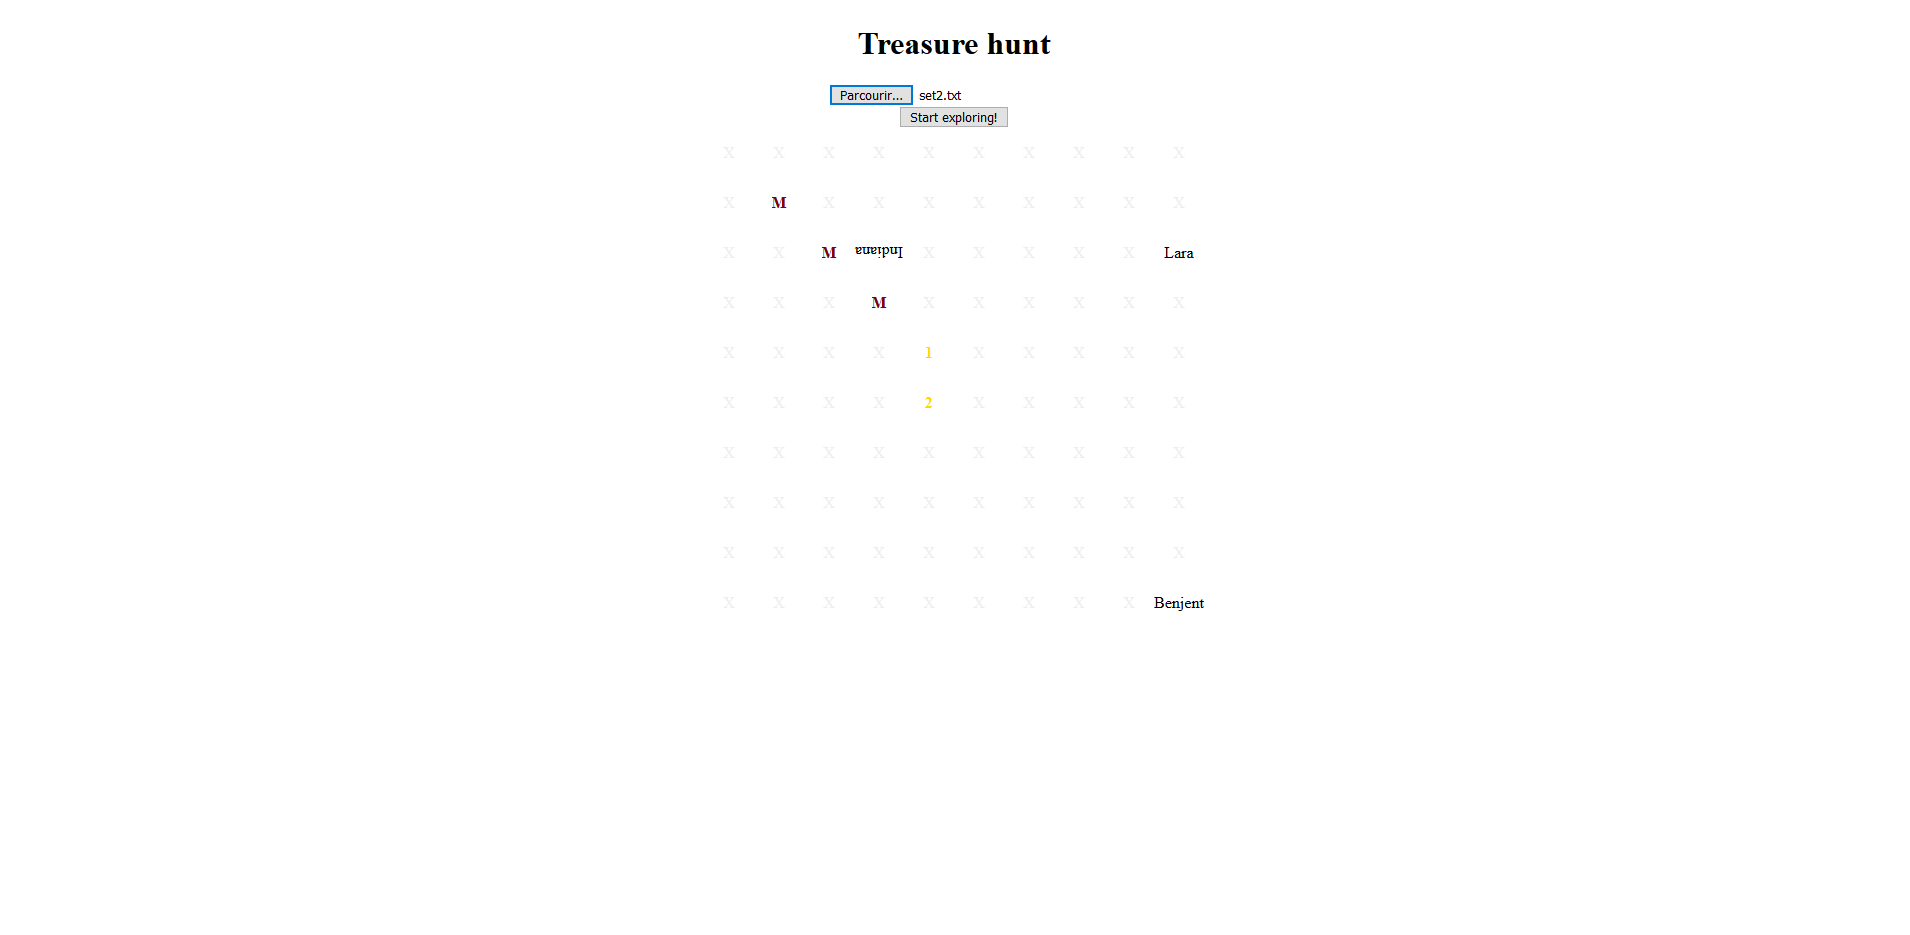 Treasure hunt
Parcourir... set2.txt
Start exploring!
X X X X X X X X X X
X M X X X X X X X X
X X M Indiana X X X X X Lara
X X X M X X X X X X
X X X X 1 X X X X X
X X X X 2 X X X X X
X X X X X X X X X X
X X X X X X X X X X
X X X X X X X X X X
X X X X X X X X X Benjent